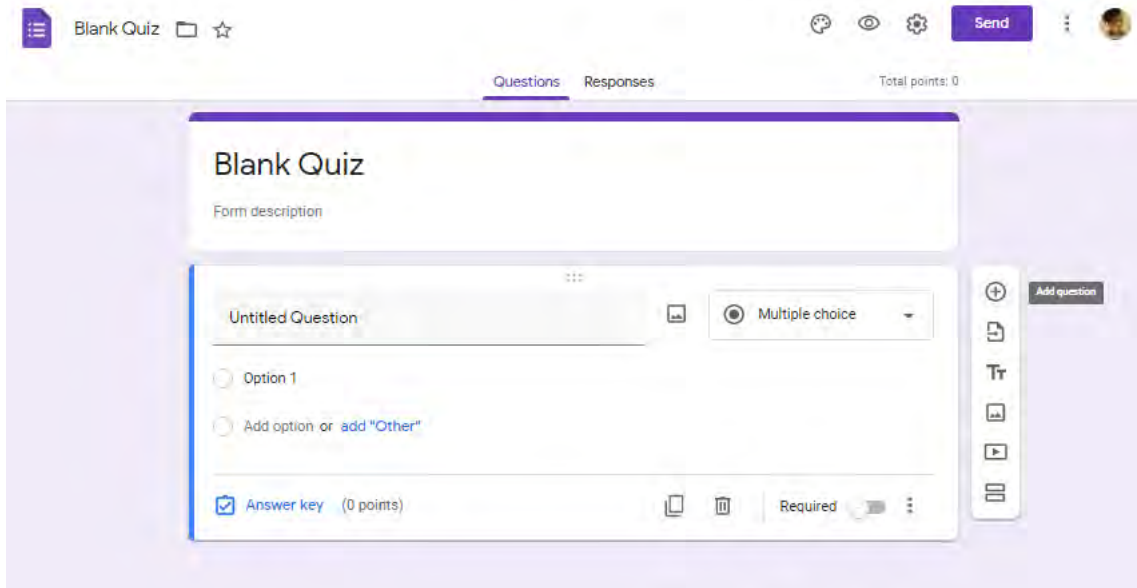 Blank Quiz
Send
Questions Responses Total points: 0
Blank Quiz
Form description
Untitled Question
Multiple choice
Add question
Option 1
Tт
Add option or add "Other"
Answer key (0 points)
Required